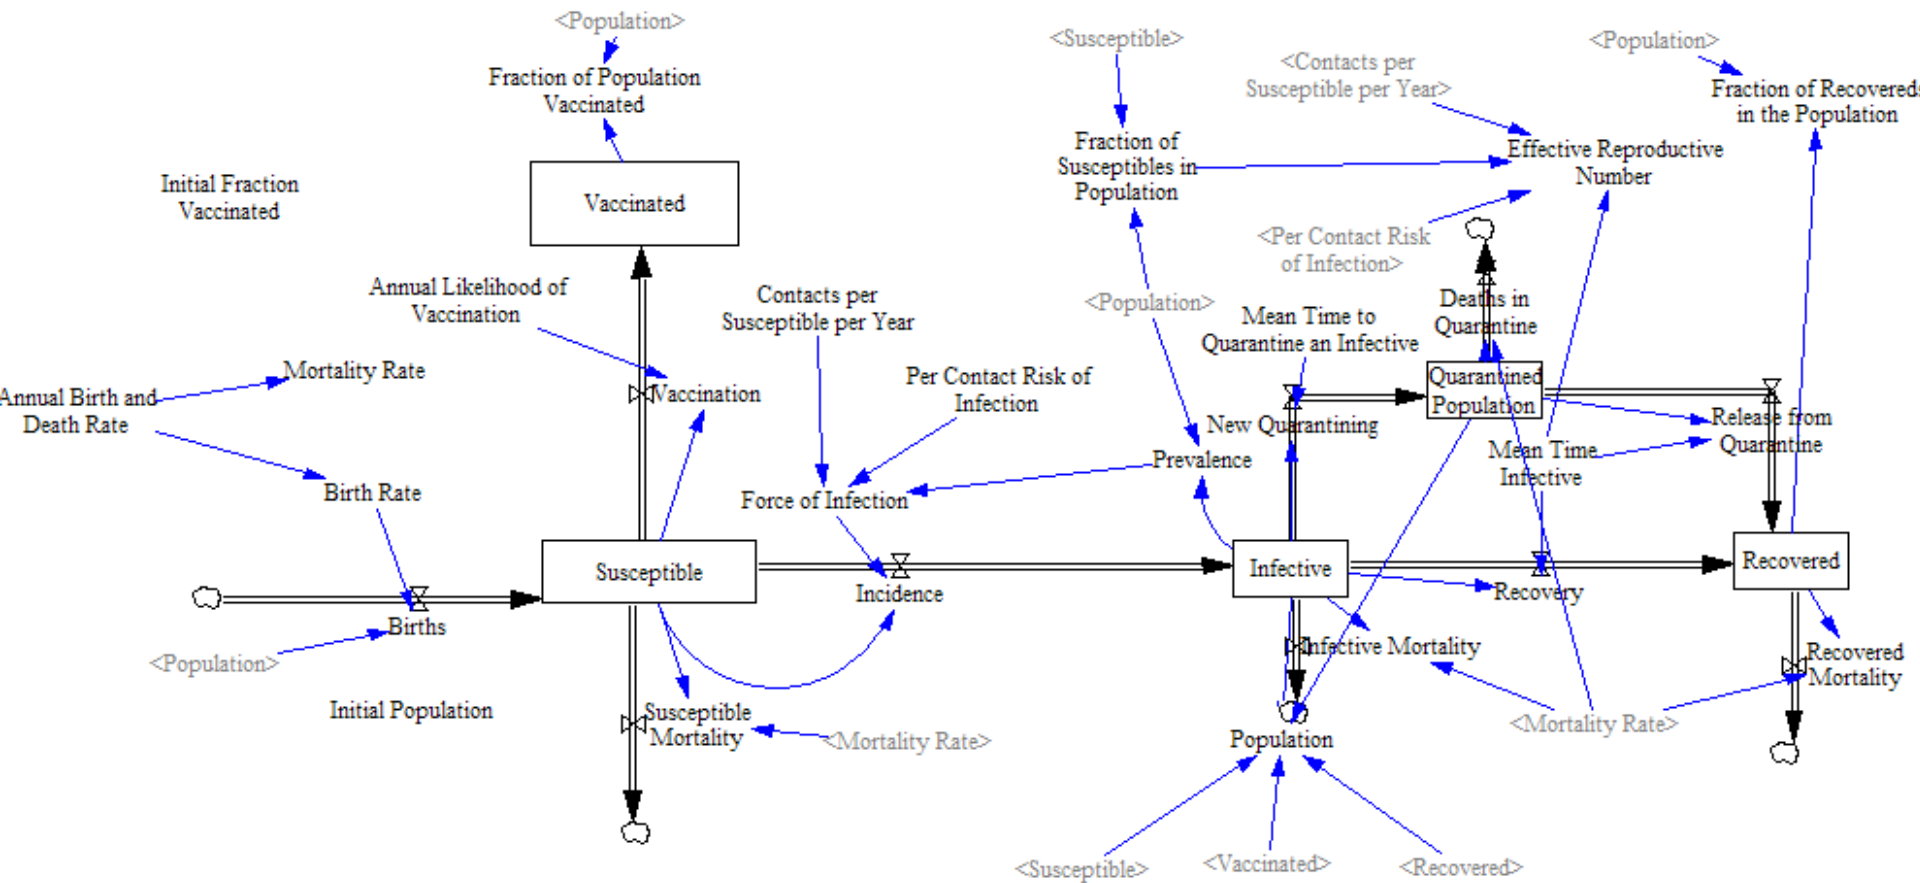 <Population>
Fraction of Population
Vaccinated
<Susceptible>
<Contacts per
Susceptible per Year>
<Population>
Fraction of Recovereds
in the Population
Fraction of
Susceptibles in
Population
Effective Reproductive
Number
Initial Fraction
Vaccinated
Vaccinated
<Per Contact Risk
of Infection>
Annual Likelihood of
Vaccination
Contacts per
Susceptible per Year
<Population>
Mean Time to
Quarantine an Infective
Deaths in
Quarantine
Mortality Rate
Annual Birth and
Death Rate
Vaccination
Per Contact Risk of
Infection
Quarantined
Population
New Quarantining
Release from
Quarantine
Mean Time
Infective
Prevalence
Birth Rate
Force of Infection
Susceptible
Infective
Recovered
Incidence
Recovery
Births
<Population>
Infective Mortality
Recovered
Mortality
Initial Population
Susceptible
Mortality
<Mortality Rate>
<Mortality Rate>
Population
<Susceptible>
<Vaccinated>
<Recovered>